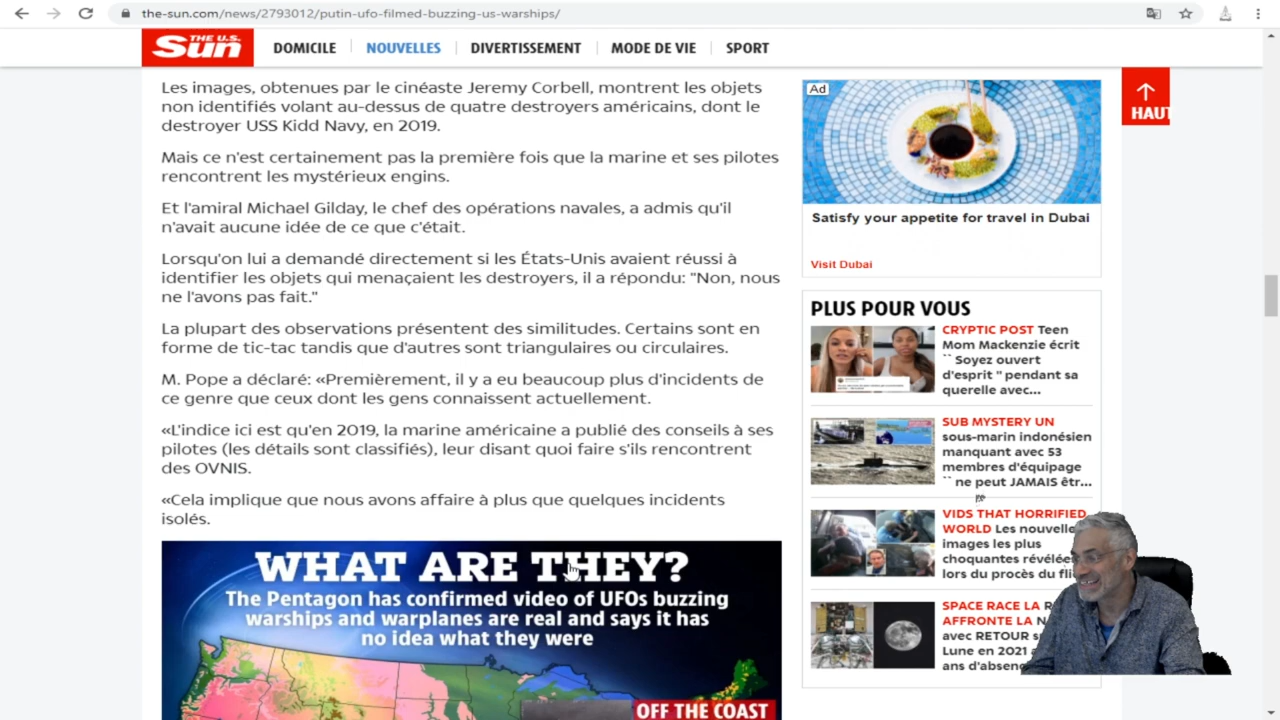 the-sun.com/news/2793012/putin-ufo-filmed-buzzing-us-warships/
THE U.S.
Sun
DOMICILE
NOUVELLES
DIVERTISSEMENT
MODE DE VIE
SPORT
Les images, obtenues par le cinéaste Jeremy Corbell, montrent les objets
non identifiés volant au-dessus de quatre destroyers américains, dont le
destroyer USS Kidd Navy, en 2019.
Mais ce n'est certainement pas la première fois que la marine et ses pilotes
rencontrent les mystérieux engins.
Et l'amiral Michael Gilday, le chef des opérations navales, a admis qu'il
n'avait aucune idée de ce que c'était.
Lorsqu'on lui a demandé directement si les États-Unis avaient réussi à
identifier les objets qui menaçaient les destroyers, il a répondu: "Non, nous
ne l'avons pas fait."
La plupart des observations présentent des similitudes. Certains sont en
forme de tic-tac tandis que d'autres sont triangulaires ou circulaires.
M. Pope a déclaré: «Premièrement, il y a eu beaucoup plus d'incidents de
ce genre que ceux dont les gens connaissent actuellement.
«L'indice ici est qu'en 2019, la marine américaine a publié des conseils à ses
pilotes (les détails sont classifiés), leur disant quoi faire s'ils rencontrent
des OVNIS.
«Cela implique que nous avons affaire à plus que quelques incidents
isolés.
WHAT ARE THEY?
The Pentagon has confirmed video of UFOs buzzing
warships and warplanes are real and says it has
no idea what they were
OFF THE COAST
Ad
Satisfy your appetite for travel in Dubai
Visit Dubai
HAUT
PLUS POUR VOUS
CRYPTIC POST Teen
Mom Mackenzie écrit
``Soyez ouvert
d'esprit " pendant sa
querelle avec...
SUB MYSTERY UN
sous-marin indonésien
manquant avec 53
membres d'équipage
``ne peut JAMAIS êtr...
VIDS THAT HORRIFIED
WORLD Les nouvelle
images les plus
choquantes révélée
lors du procès du fli
SPACE RACE LA R
AFFRONTE LA N
avec RETOUR s
Lune en 2021 a
ans d'absen